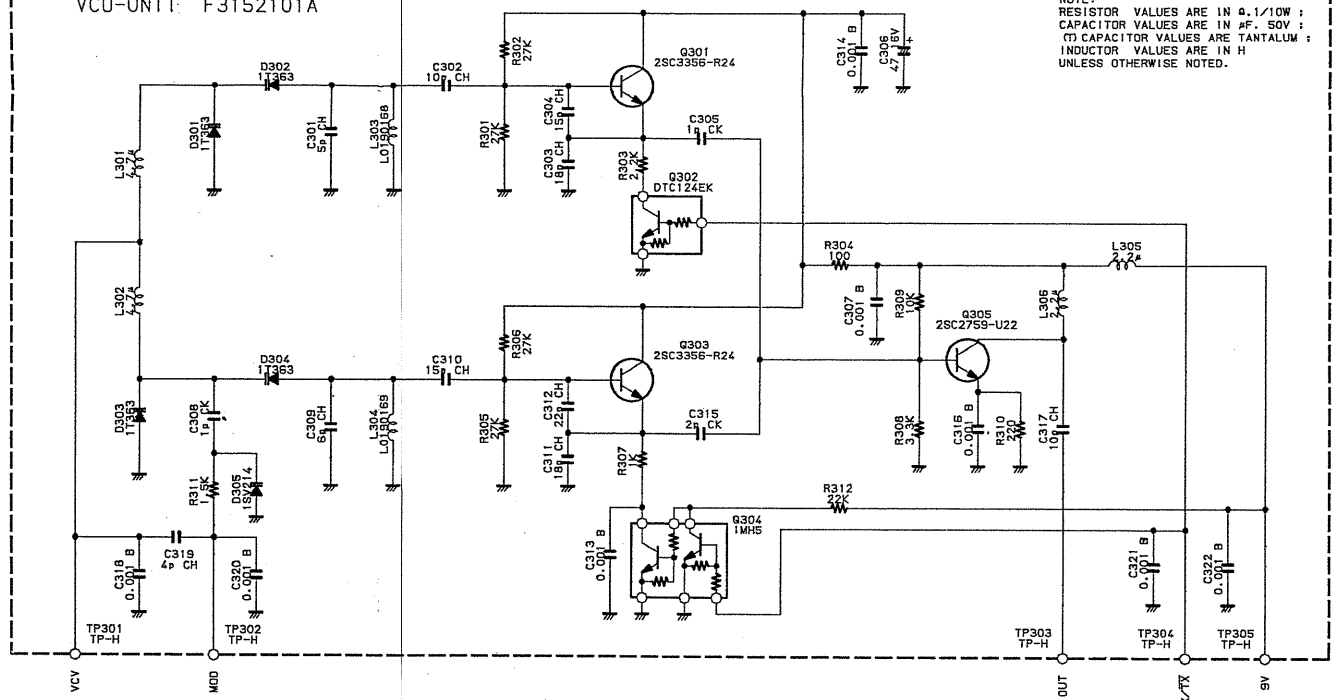 VCO-UNIT: F3152101A
NOTE:
RESISTOR VALUES ARE IN Ω.1/10W ;
CAPACITOR VALUES ARE IN μF. 50V ;
(T) CAPACITOR VALUES ARE TANTALUM ;
INDUCTOR VALUES ARE IN H
UNLESS OTHERWISE NOTED.
R302
27K
Q301
2SC3356-R24
C314
0.001 B
C306
47 16V
+
D302
1T363
C302
10p CH
D301
1T363
C301
5p CH
L303
L0190168
R301
27K
C304
15p CH
C303
18p CH
C305
1p CK
R303
2.2K
L301
4.7μ
Q302
DTC124EK
R304
100
L305
2.2μ
L302
4.7μ
C307
0.001 B
R309
10K
L306
2.2μ
Q305
2SC2759-U22
R306
27K
Q303
2SC3356-R24
D304
1T363
C310
15p CH
D303
1T363
C308
1p CK
C309
6p CH
L304
L0190169
R305
27K
C312
22p CH
C311
18p CH
C315
2p CK
R307
1K
R308
3.3K
C316
0.001 B
R310
220
C317
10p CH
R311
1.5K
D305
1SV214
R312
22K
Q304
IMH5
C313
0.001 B
C319
4p CH
C318
0.001 B
C320
0.001 B
C321
0.001 B
C322
0.001 B
TP301
TP-H
TP302
TP-H
TP303
TP-H
TP304
TP-H
TP305
TP-H
VCV
MOD
OUT
/TX
9V